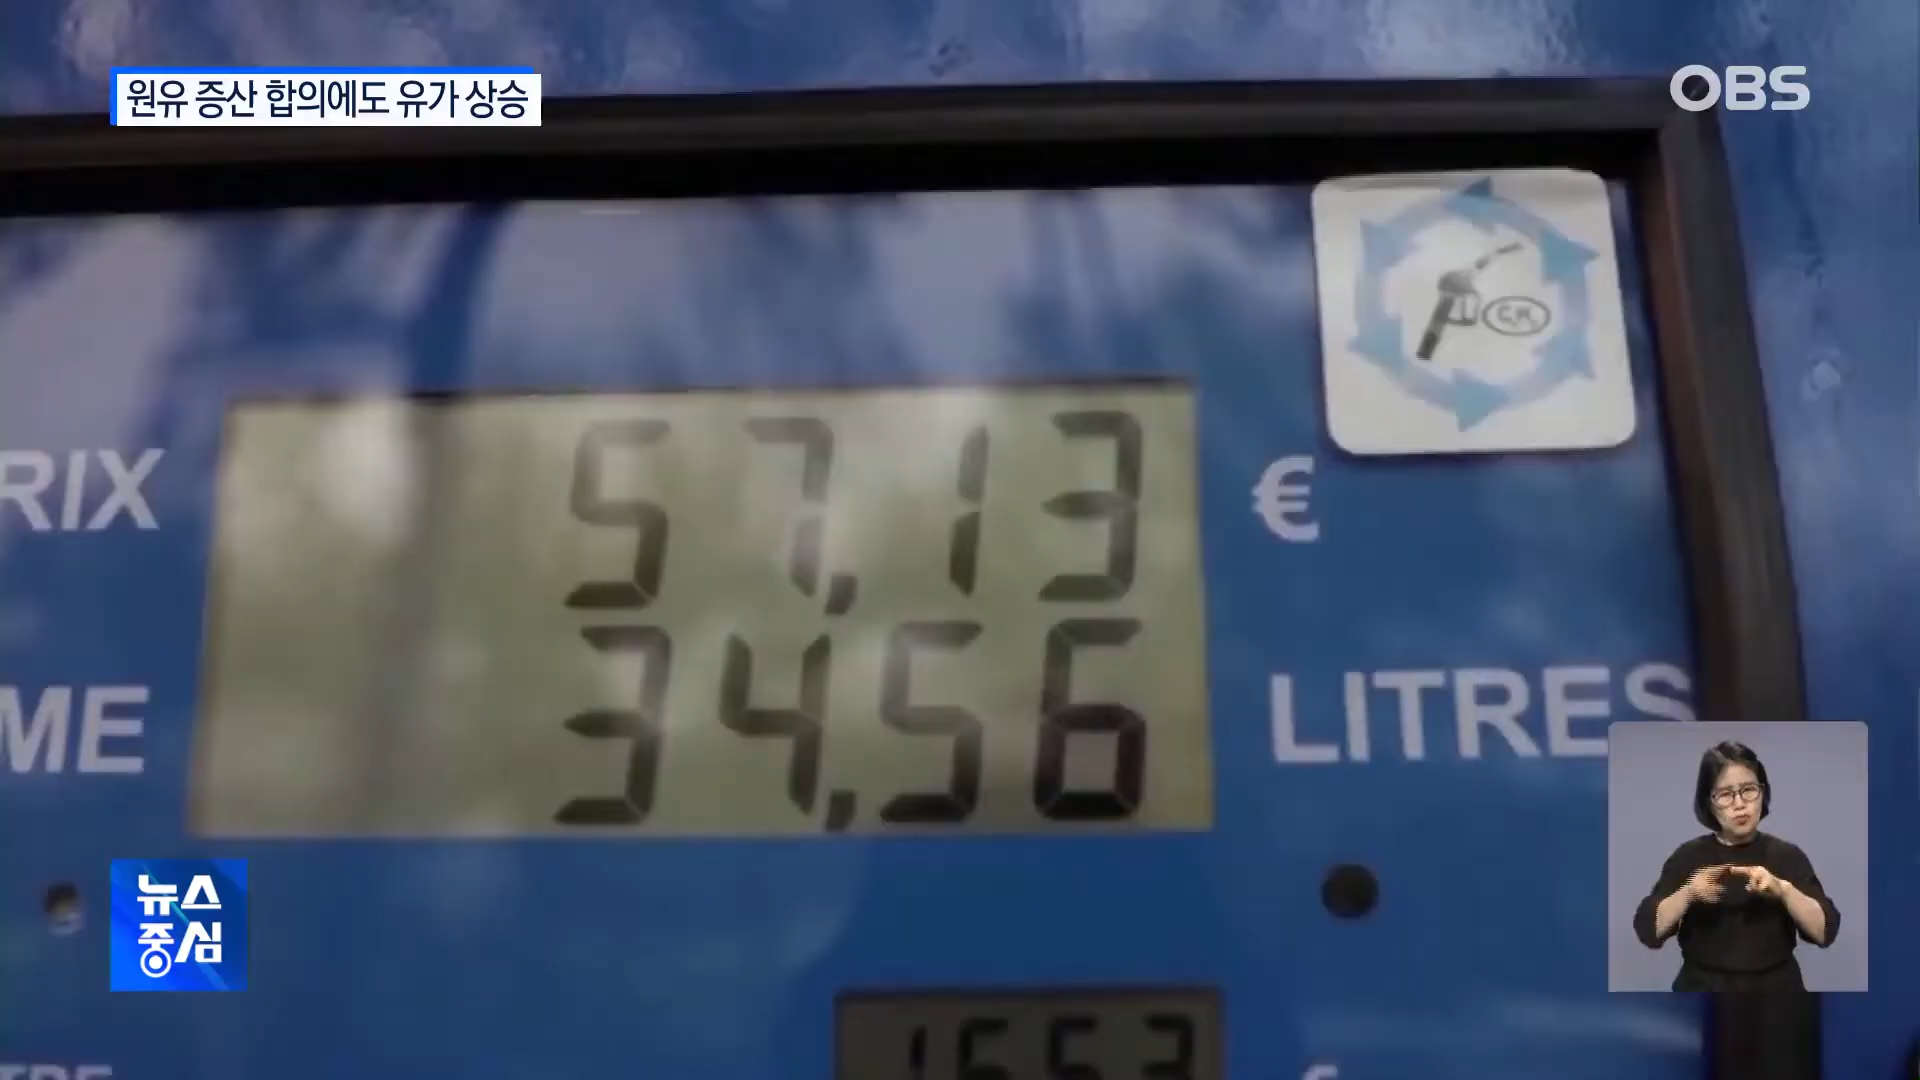 원유 증산 합의에도 유가 상승
OBS
RIX 57,13 €
ME 34,56 LITRES
뉴스
중심